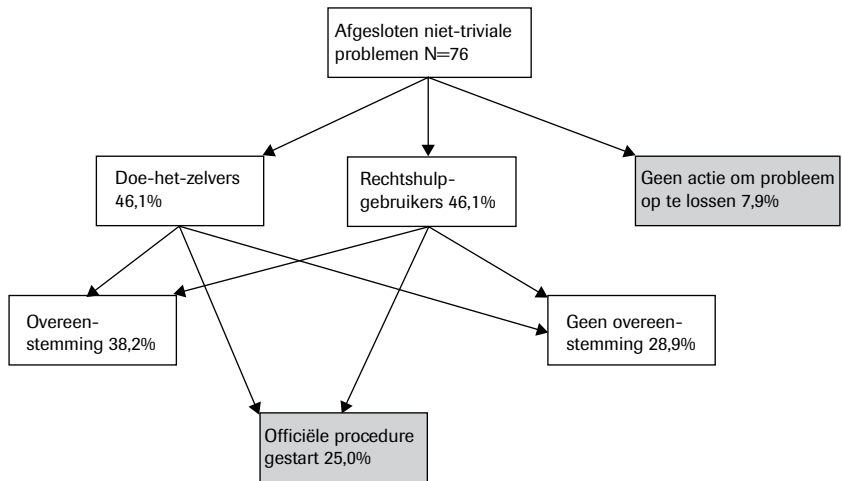 Afgesloten niet-triviale
problemen N=76
Doe-het-zelvers
46,1%
Rechtshulp-
gebruikers 46,1%
Geen actie om probleem
op te lossen 7,9%
Overeen-
stemming 38,2%
Geen overeen-
stemming 28,9%
Officiële procedure
gestart 25,0%